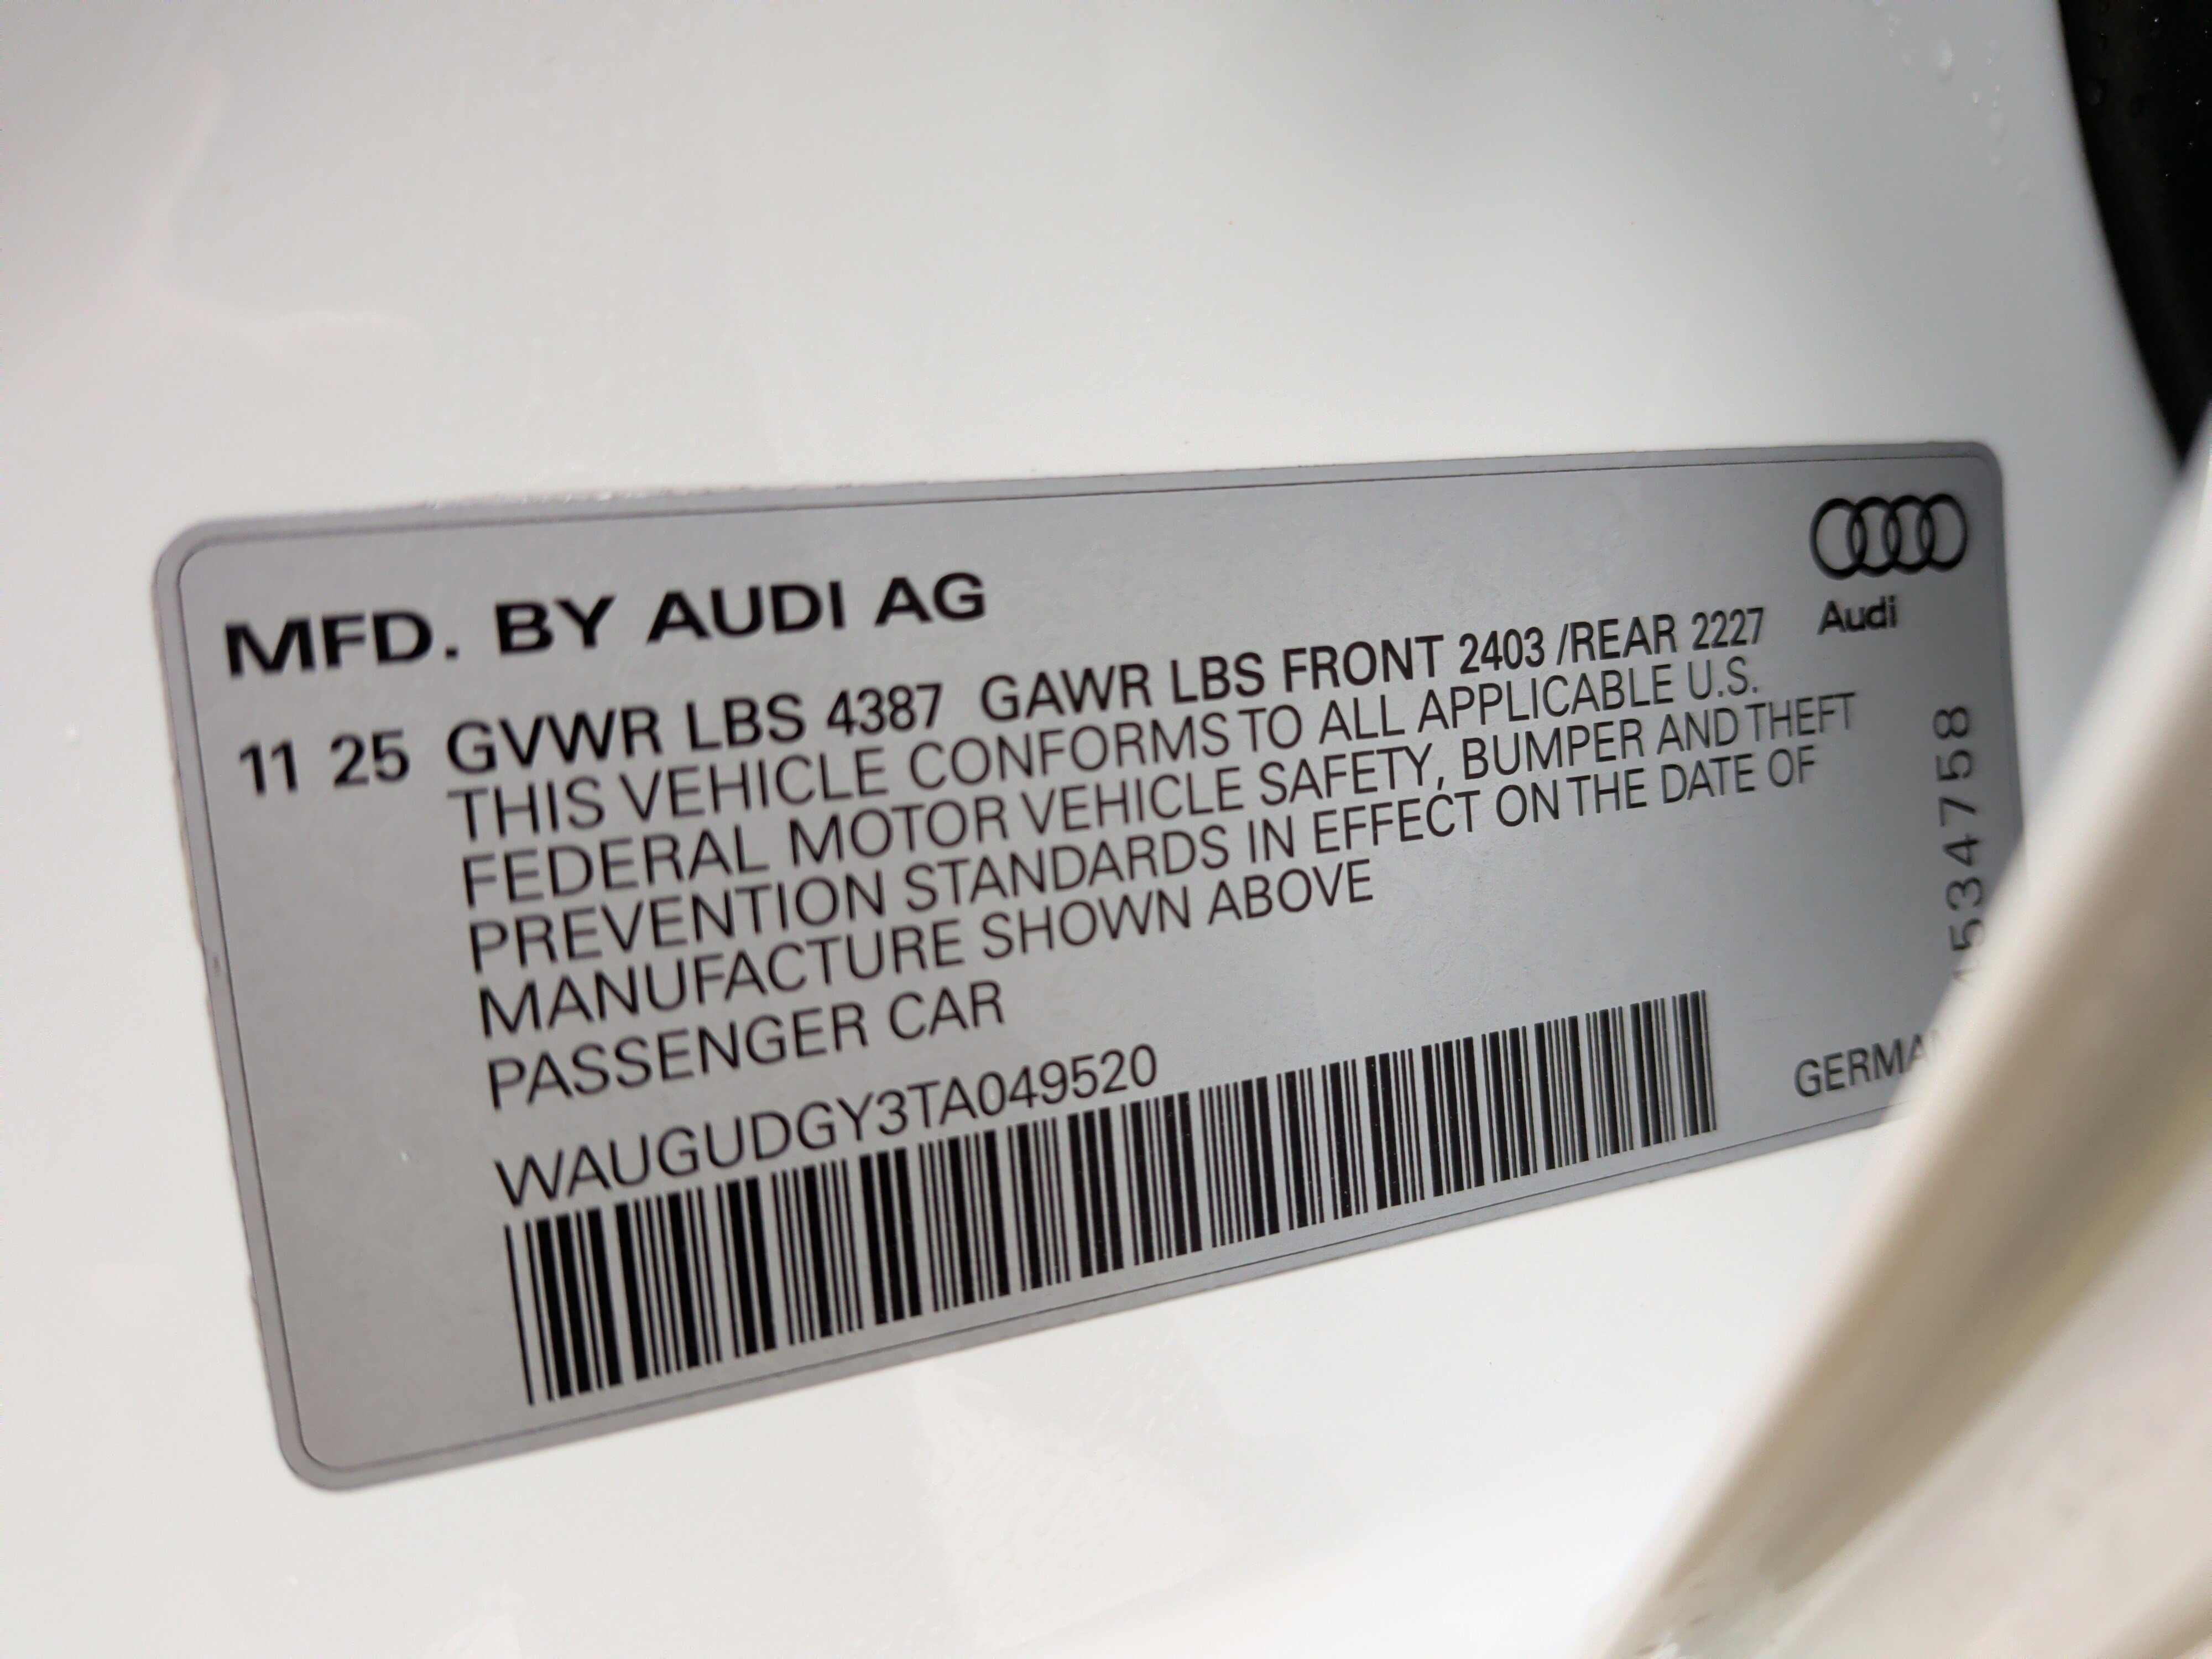 MFD. BY AUDI AG
Audi
11 25 GVWR LBS 4387 GAWR LBS FRONT 2403 /REAR 2227
THIS VEHICLE CONFORMS TO ALL APPLICABLE U.S.
FEDERAL MOTOR VEHICLE SAFETY, BUMPER AND THEFT
PREVENTION STANDARDS IN EFFECT ON THE DATE OF
MANUFACTURE SHOWN ABOVE
PASSENGER CAR
WAUGUDGY3TA049520